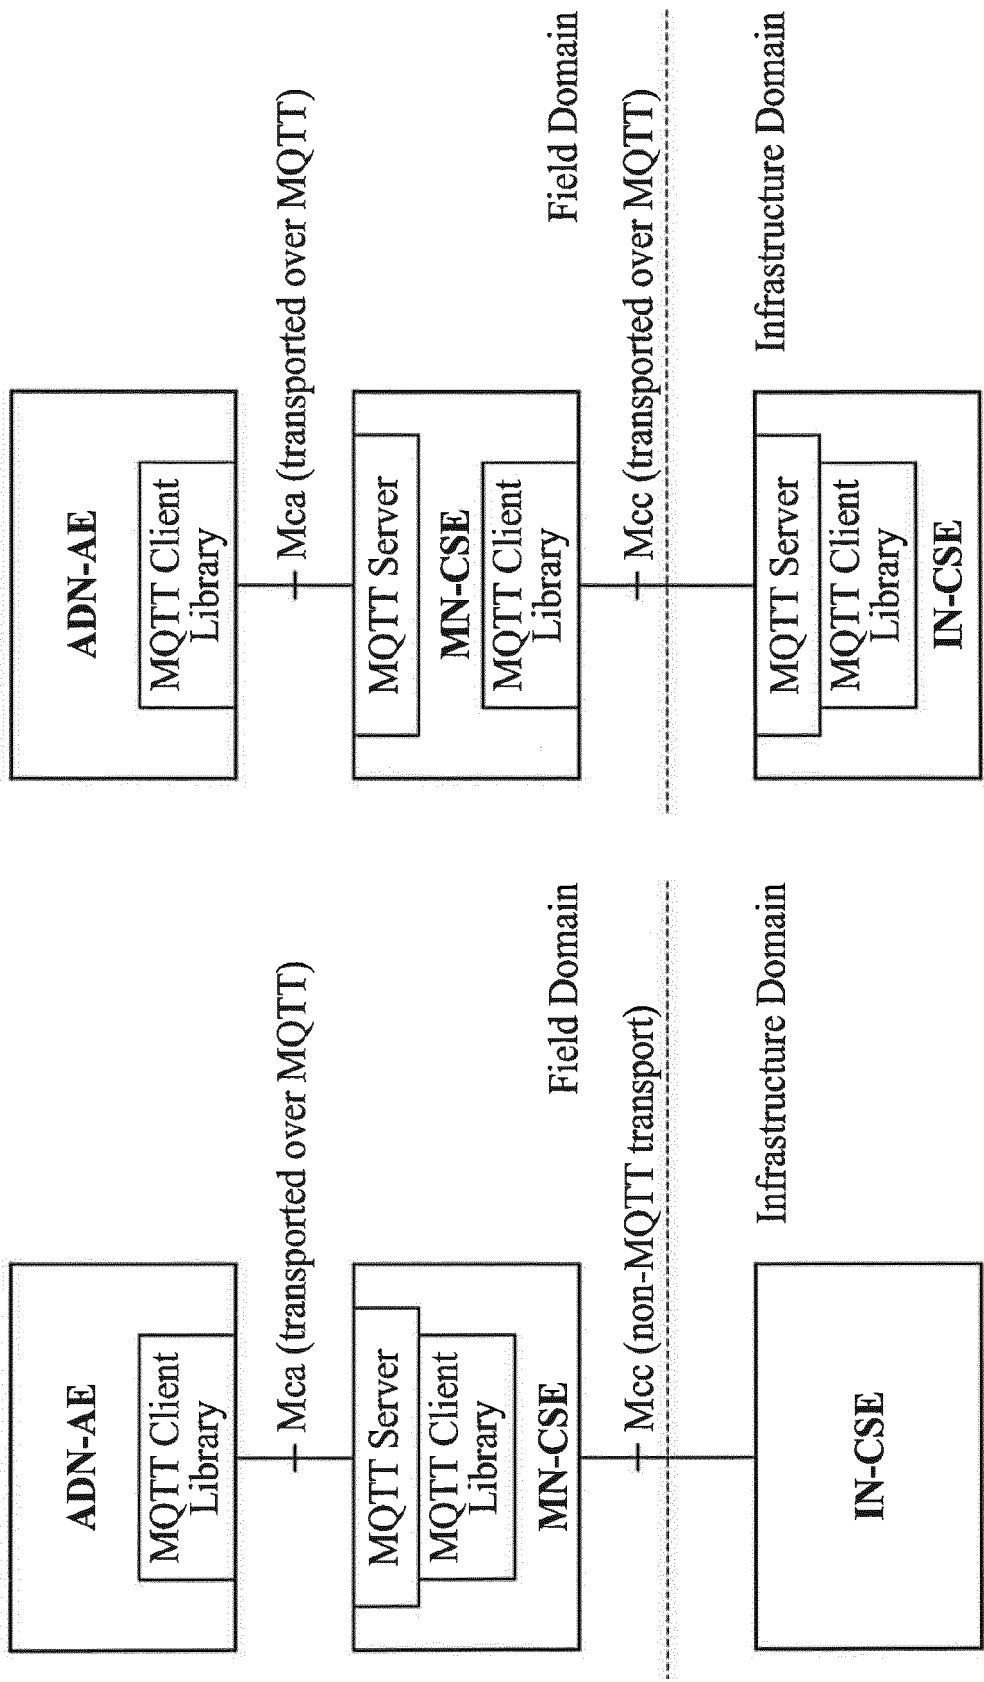 ADN-AE
MQTT Client
Library
Mca (transported over MQTT)
MQTT Server
MQTT Client
Library
MN-CSE
Field Domain
Mcc (non-MQTT transport)
Infrastructure Domain
IN-CSE
ADN-AE
MQTT Client
Library
Mca (transported over MQTT)
MQTT Server
MN-CSE
MQTT Client
Library
Field Domain
Mcc (transported over MQTT)
Infrastructure Domain
MQTT Server
MQTT Client
Library
IN-CSE